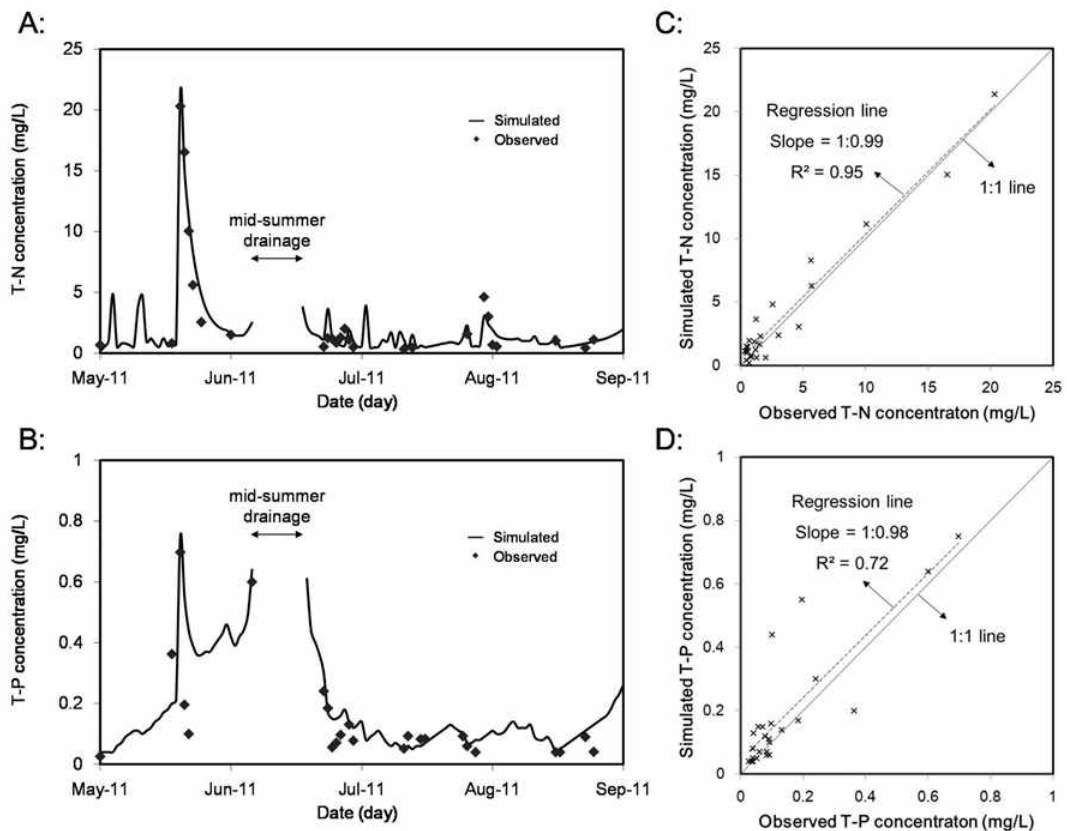 A:
25
20
15
10
5
0
T-N concentration (mg/L)
Simulated
Observed
mid-summer
drainage
May-11
Jun-11
Jul-11
Aug-11
Sep-11
Date (day)
C:
25
20
15
10
5
0
Simulated T-N concentration (mg/L)
Regression line
Slope = 1:0.99
R² = 0.95
1:1 line
0
5
10
15
20
25
Observed T-N concentraton (mg/L)
B:
1
0.8
0.6
0.4
0.2
0
T-P concentration (mg/L)
mid-summer
drainage
Simulated
Observed
May-11
Jun-11
Jul-11
Aug-11
Sep-11
Date (day)
D:
1
0.8
0.6
0.4
0.2
0
Simulated T-P concentration (mg/L)
Regression line
Slope = 1:0.98
R² = 0.72
1:1 line
0
0.2
0.4
0.6
0.8
1
Observed T-P concentraton (mg/L)